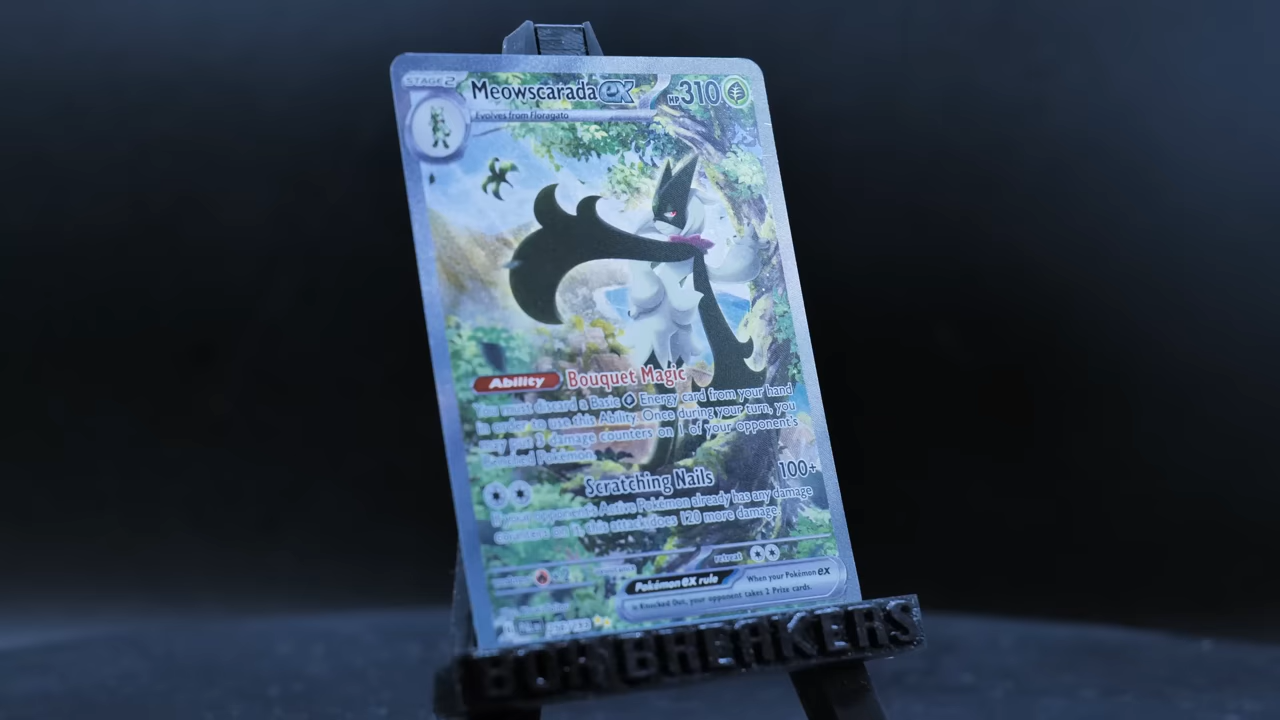 STAGE 2
Meowscarada ex
HP 310
Evolves from Floragato
Ability Bouquet Magic
You must discard a Basic Energy card from your hand
in order to use this Ability. Once during your turn, you
may put 3 damage counters on 1 of your opponent's
Benched Pokémon.
Scratching Nails 100+
If your opponent's Active Pokémon already has any damage
counters on it, this attack does 120 more damage.
retreat
Pokémon ex rule
When your Pokémon ex
is Knocked Out, your opponent takes 2 Prize cards.
BREAKERS